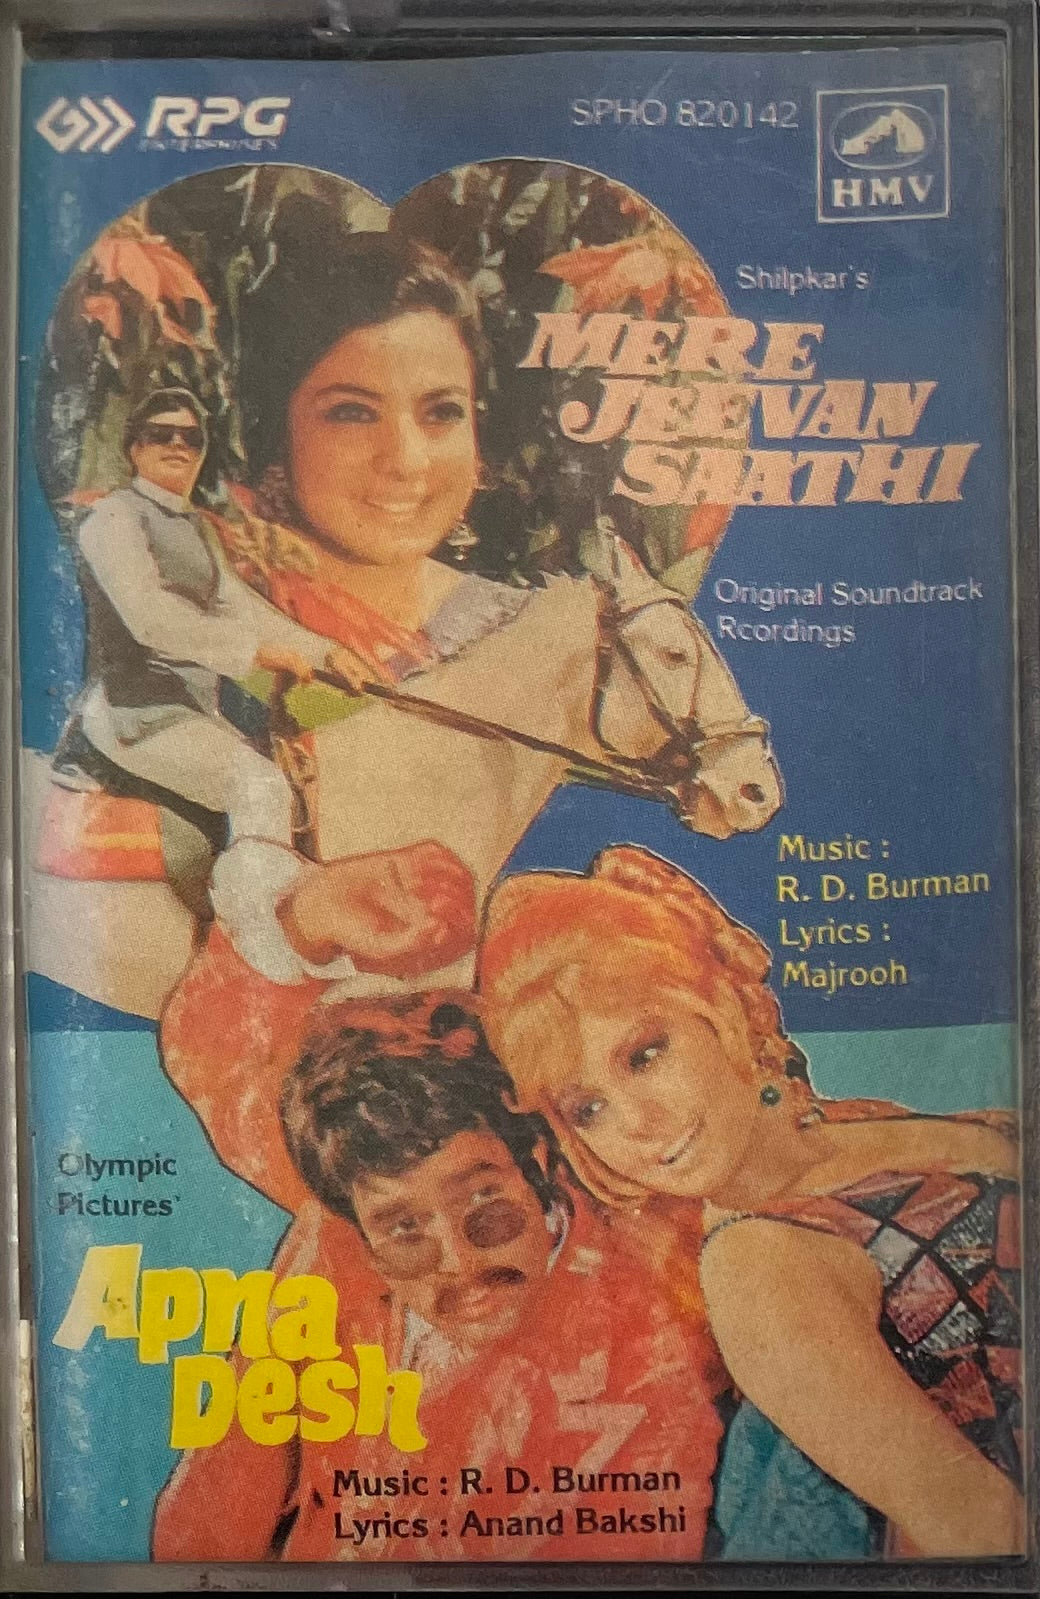 RPG
ENTERPRISES
SPHO 820142
HMV
Shilpkar's
MERE
JEEVAN
SAATHI
Original Soundtrack
Rcordings
Music :
R. D. Burman
Lyrics :
Majrooh
Olympic
Pictures'
Apna
Desh
Music : R. D. Burman
Lyrics : Anand Bakshi